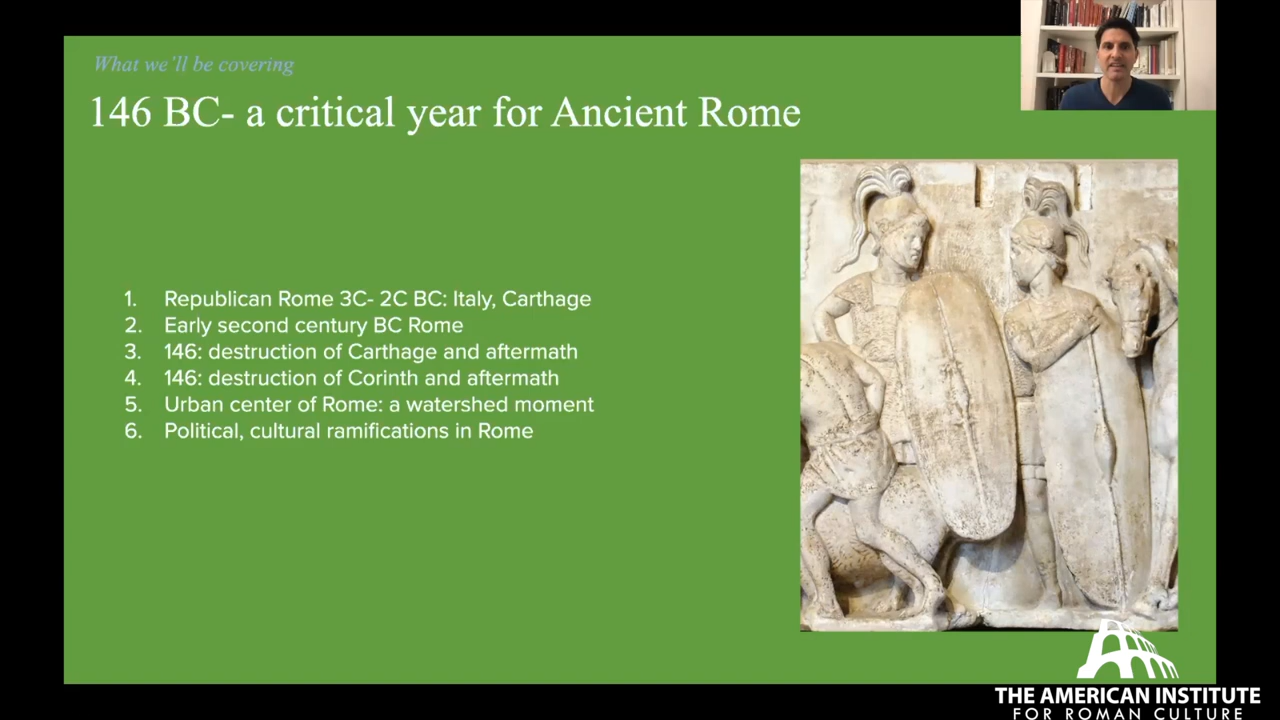 What we'll be covering
146 BC- a critical year for Ancient Rome
1. Republican Rome 3C- 2C BC: Italy, Carthage
2. Early second century BC Rome
3. 146: destruction of Carthage and aftermath
4. 146: destruction of Corinth and aftermath
5. Urban center of Rome: a watershed moment
6. Political, cultural ramifications in Rome
THE AMERICAN INSTITUTE
FOR ROMAN CULTURE